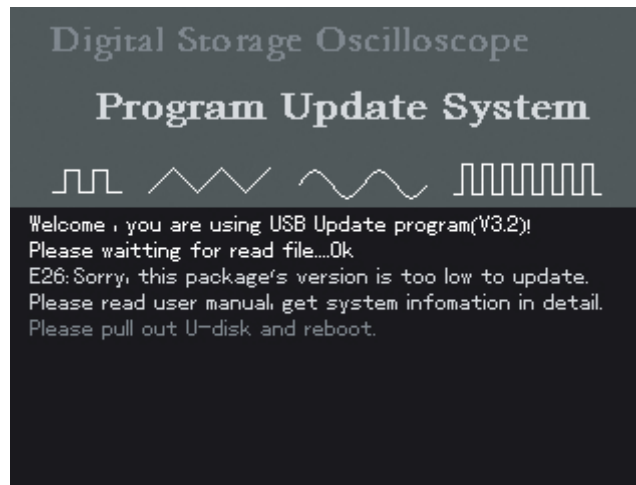 Digital Storage Oscilloscope
Program Update System
Welcome , you are using USB Update program(V3.2)!
Please waitting for read file....Ok
E26:Sorry, this package's version is too low to update.
Please read user manual, get system infomation in detail.
Please pull out U-disk and reboot.